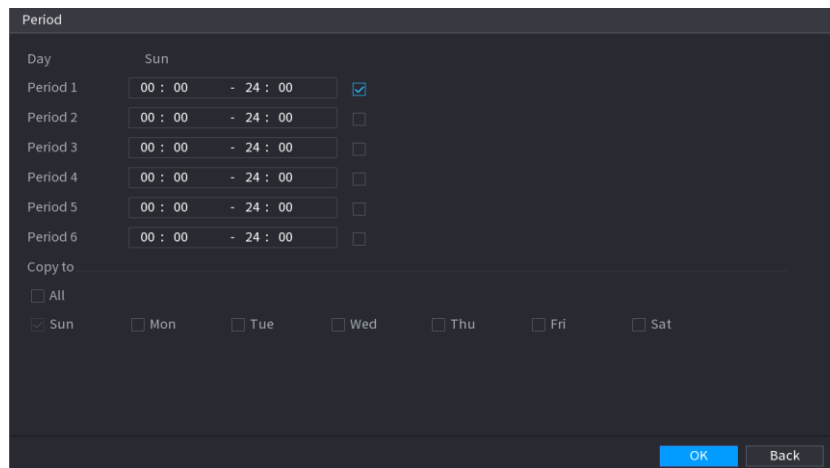 Period
Day Sun
Period 1 00 : 00 - 24 : 00
Period 2 00 : 00 - 24 : 00
Period 3 00 : 00 - 24 : 00
Period 4 00 : 00 - 24 : 00
Period 5 00 : 00 - 24 : 00
Period 6 00 : 00 - 24 : 00
Copy to
All
Sun Mon Tue Wed Thu Fri Sat
OK Back